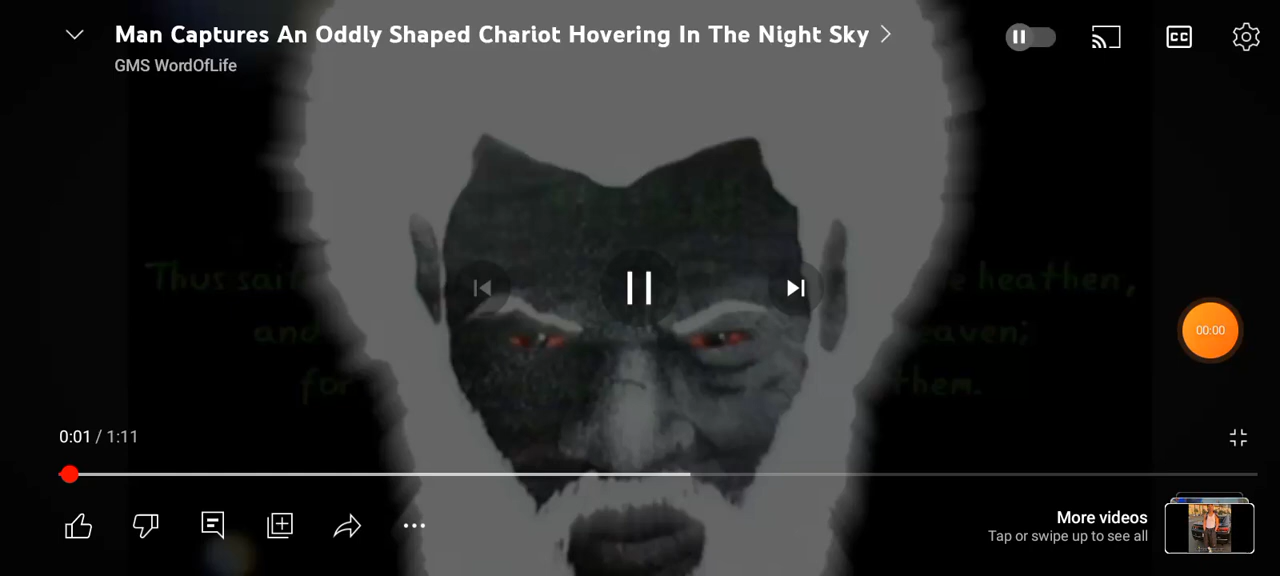 Man Captures An Oddly Shaped Chariot Hovering In The Night Sky
GMS WordOfLife
CC
Thus sai
e heathen,
and
eaven;
for
them.
00:00
0:01 / 1:11
More videos
Tap or swipe up to see all